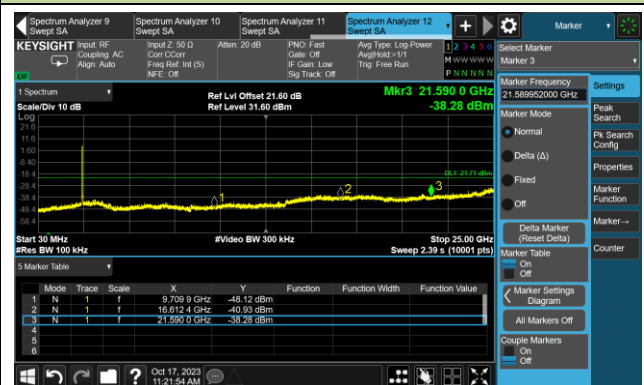 Spectrum Analyzer 9
Swept SA
Spectrum Analyzer 10
Swept SA
Spectrum Analyzer 11
Swept SA
Spectrum Analyzer 12
Swept SA
+
Marker
KEYSIGHT
Input: RF
Coupling: AC
Align: Auto
Input Z: 50 Ω
Corr CCorr
Freq Ref: Int (S)
NFE: Off
Atten: 20 dB
PNO: Fast
Gate: Off
IF Gain: Low
Sig Track: Off
Avg Type: Log-Power
Avg|Hold:>1/1
Trig: Free Run
1 2 3 4 5 6
M W W W W W
P N N N N N
LXI
Select Marker
Marker 3
1 Spectrum
Scale/Div 10 dB
Ref Lvl Offset 21.60 dB
Ref Level 31.60 dBm
Mkr3 21.590 0 GHz
-38.28 dBm
Log
21.6
11.6
1.60
-8.40
-18.4
-28.4
-38.4
-48.4
-58.4
DL1 -21.71 dBm
1
2
3
Start 30 MHz
#Res BW 100 kHz
#Video BW 300 kHz
Stop 25.00 GHz
Sweep 2.39 s (10001 pts)
5 Marker Table
Mode Trace Scale X Y Function Function Width Function Value
1 N 1 f 9.709 9 GHz -48.12 dBm
2 N 1 f 16.612 4 GHz -40.93 dBm
3 N 1 f 21.590 0 GHz -38.28 dBm
4
5
6
Marker Frequency
21.589952000 GHz
Marker Mode
Normal
Delta (Δ)
Fixed
Off
Delta Marker
(Reset Delta)
Marker Table
On
Off
Marker Settings
Diagram
All Markers Off
Couple Markers
On
Off
Settings
Peak
Search
Pk Search
Config
Properties
Marker
Function
Marker→
Counter
?
Oct 17, 2023
11:21:54 AM